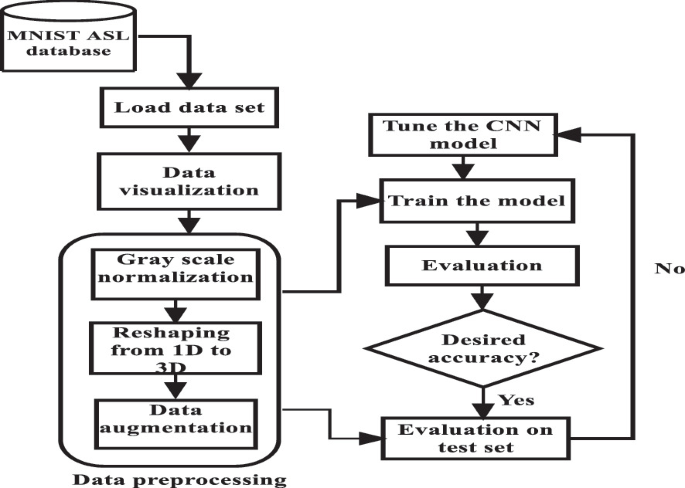 MNIST ASL
database
Load data set
Data
visualization
Gray scale
normalization
Reshaping
from 1D to
3D
Data
augmentation
Data preprocessing
Tune the CNN
model
Train the model
Evaluation
Desired
accuracy?
Yes
No
Evaluation on
test set